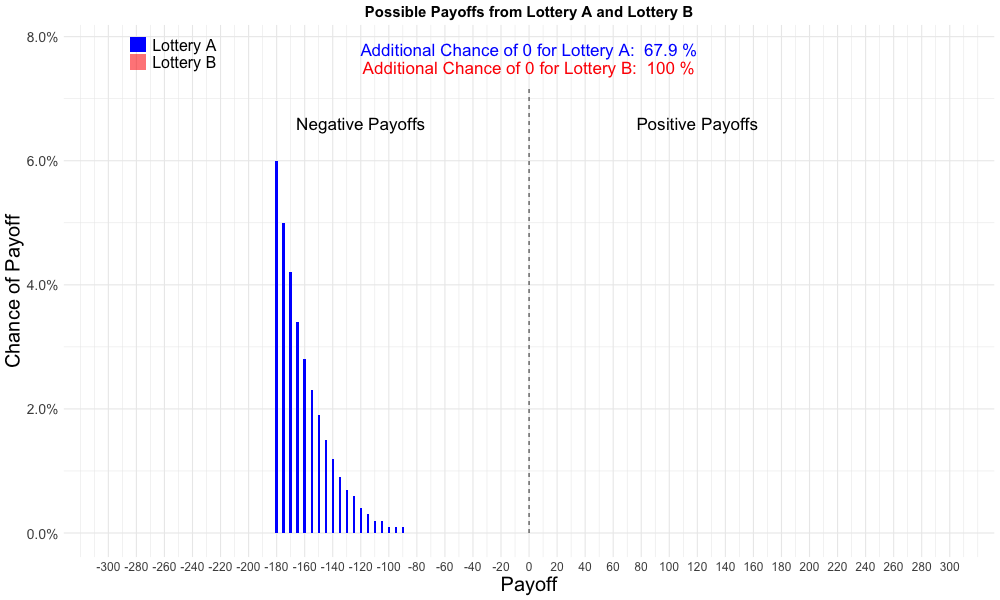 Possible Payoffs from Lottery A and Lottery B
8.0%
Lottery A
Lottery B
Additional Chance of 0 for Lottery A:  67.9 %
Additional Chance of 0 for Lottery B:  100 %
Negative Payoffs
Positive Payoffs
6.0%
4.0%
2.0%
0.0%
Chance of Payoff
-300 -280 -260 -240 -220 -200 -180 -160 -140 -120 -100 -80 -60 -40 -20 0 20 40 60 80 100 120 140 160 180 200 220 240 260 280 300
Payoff